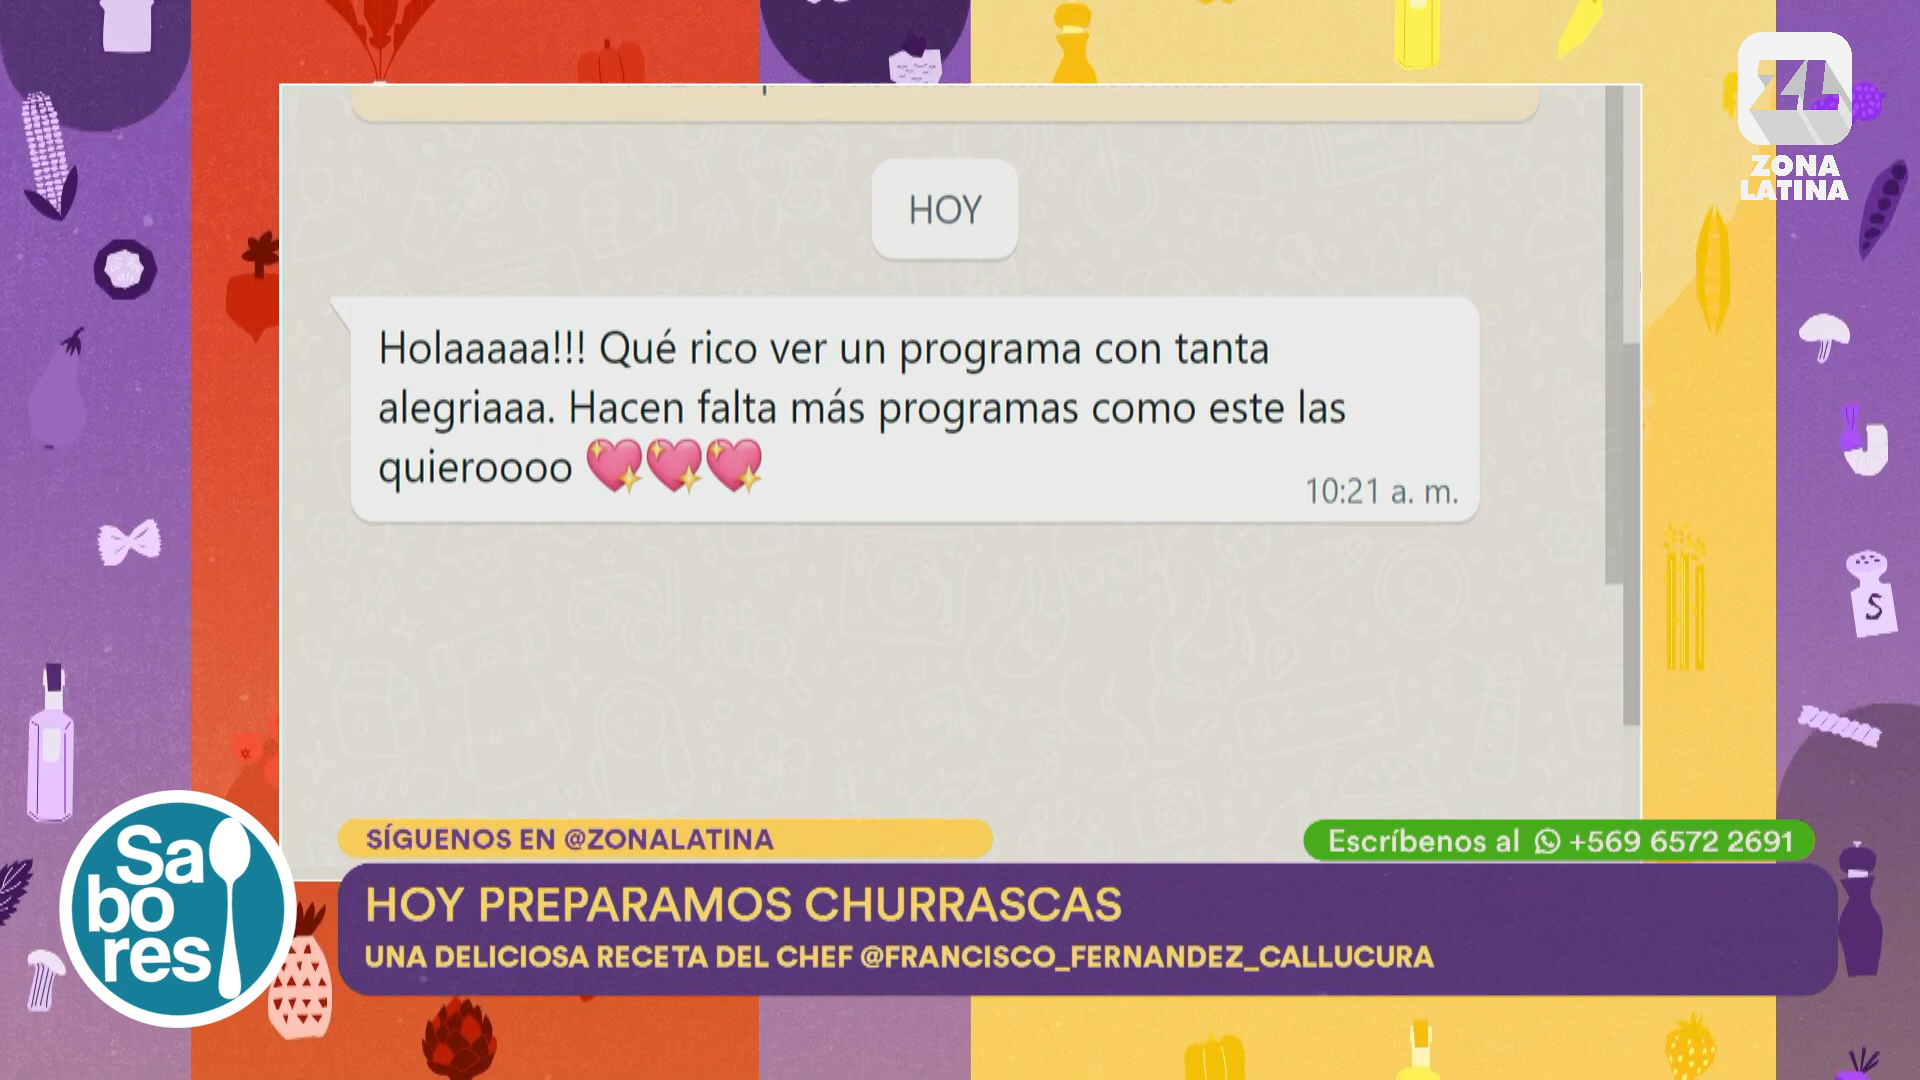 ZL
ZONA
LATINA
HOY
Holaaaaa!!! Qué rico ver un programa con tanta
alegriaaa. Hacen falta más programas como este las
quieroooo 💖💖💖
10:21 a. m.
S
SÍGUENOS EN @ZONALATINA
Escríbenos al +569 6572 2691
Sa
bo
res
HOY PREPARAMOS CHURRASCAS
UNA DELICIOSA RECETA DEL CHEF @FRANCISCO_FERNANDEZ_CALLUCURA